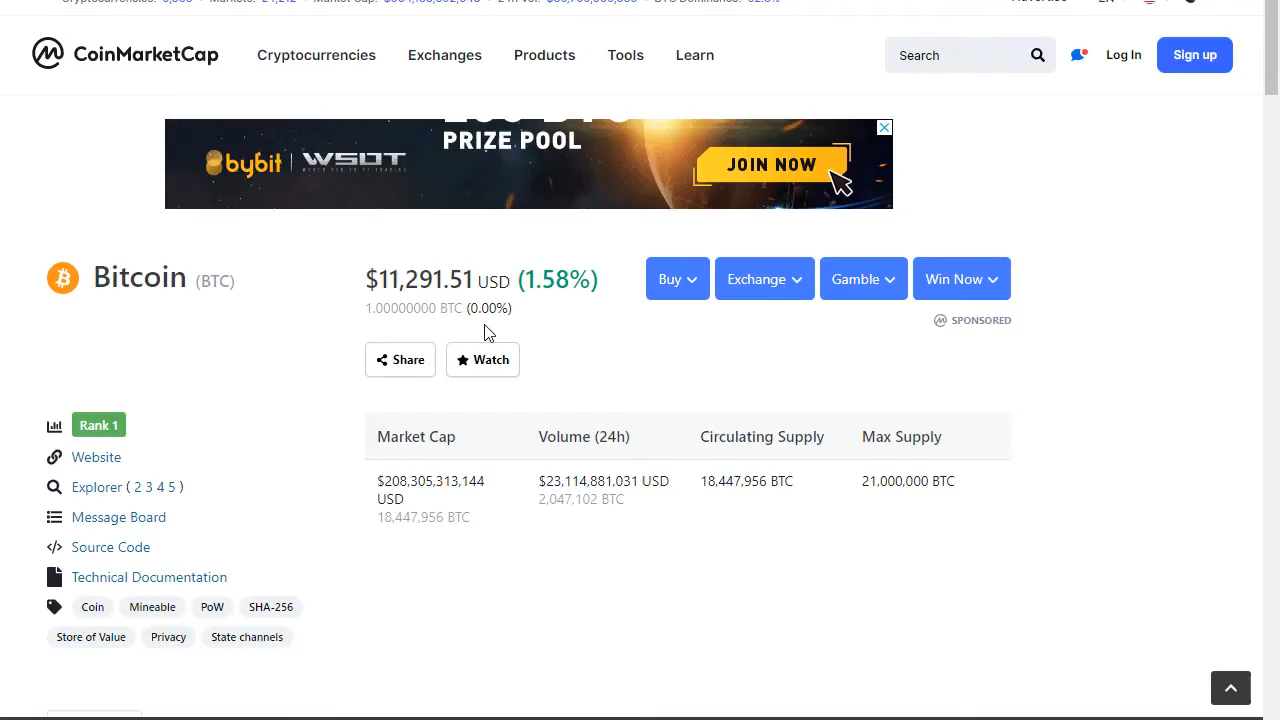 CoinMarketCap
Cryptocurrencies
Exchanges
Products
Tools
Learn
Search
Log In
Sign up
PRIZE POOL
bybit | WSOT
JOIN NOW
Bitcoin (BTC)
$11,291.51 USD (1.58%)
1.00000000 BTC (0.00%)
Buy
Exchange
Gamble
Win Now
SPONSORED
Share
Watch
Rank 1
Website
Explorer ( 2 3 4 5 )
Message Board
Source Code
Technical Documentation
Coin
Mineable
PoW
SHA-256
Store of Value
Privacy
State channels
Market Cap
Volume (24h)
Circulating Supply
Max Supply
$208,305,313,144
USD
18,447,956 BTC
$23,114,881,031 USD
2,047,102 BTC
18,447,956 BTC
21,000,000 BTC